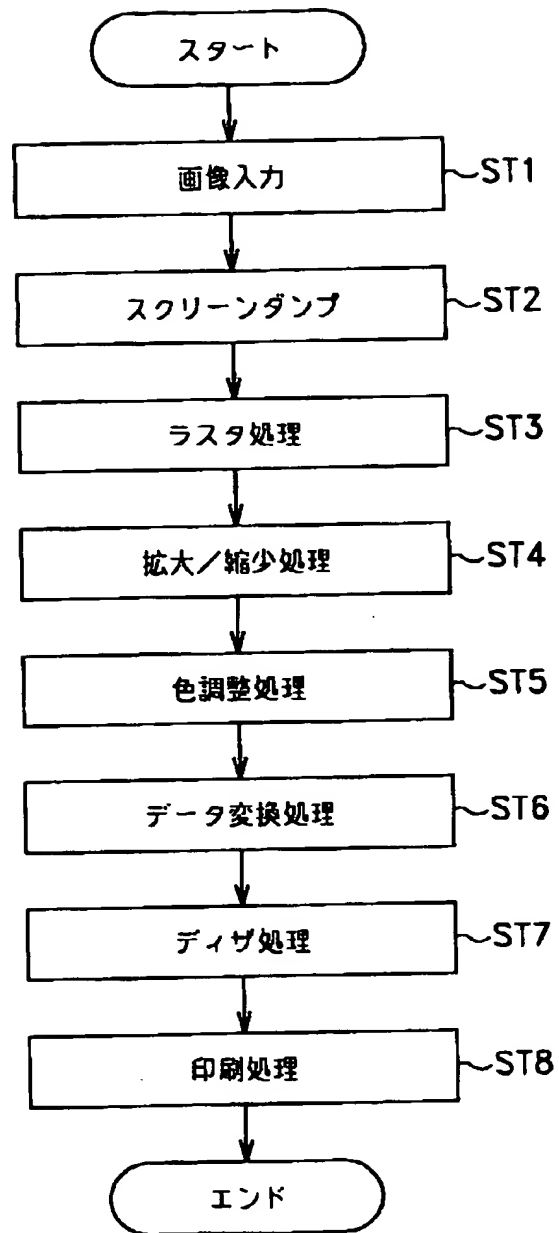 スタート
画像入力 ST1
スクリーンダンプ ST2
ラスタ処理 ST3
拡大／縮少処理 ST4
色調整処理 ST5
データ変換処理 ST6
ディザ処理 ST7
印刷処理 ST8
エンド